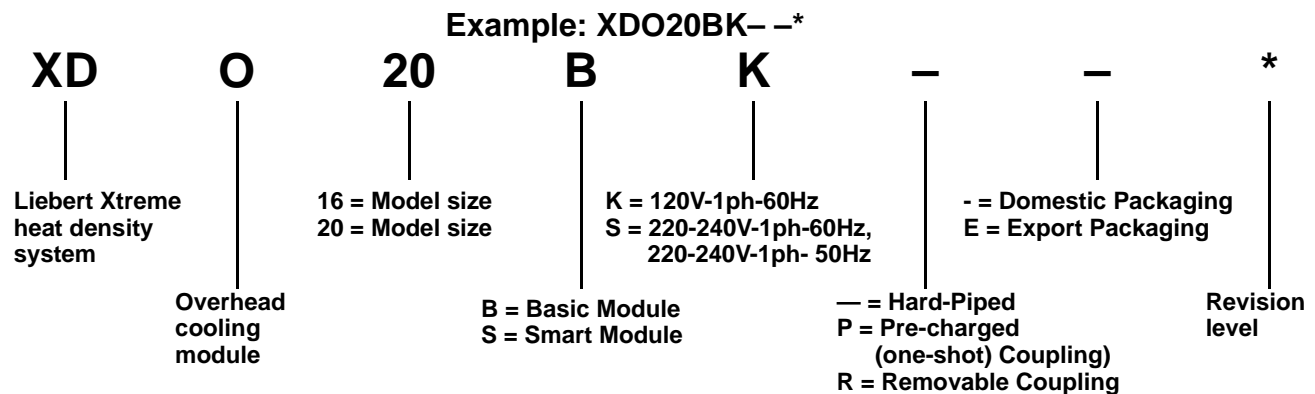 Example: XDO20BK– –*
XD O 20 B K – – *
Liebert Xtreme
heat density
system
Overhead
cooling
module
16 = Model size
20 = Model size
B = Basic Module
S = Smart Module
K = 120V-1ph-60Hz
S = 220-240V-1ph-60Hz,
220-240V-1ph- 50Hz
— = Hard-Piped
P = Pre-charged
(one-shot) Coupling)
R = Removable Coupling
- = Domestic Packaging
E = Export Packaging
Revision
level